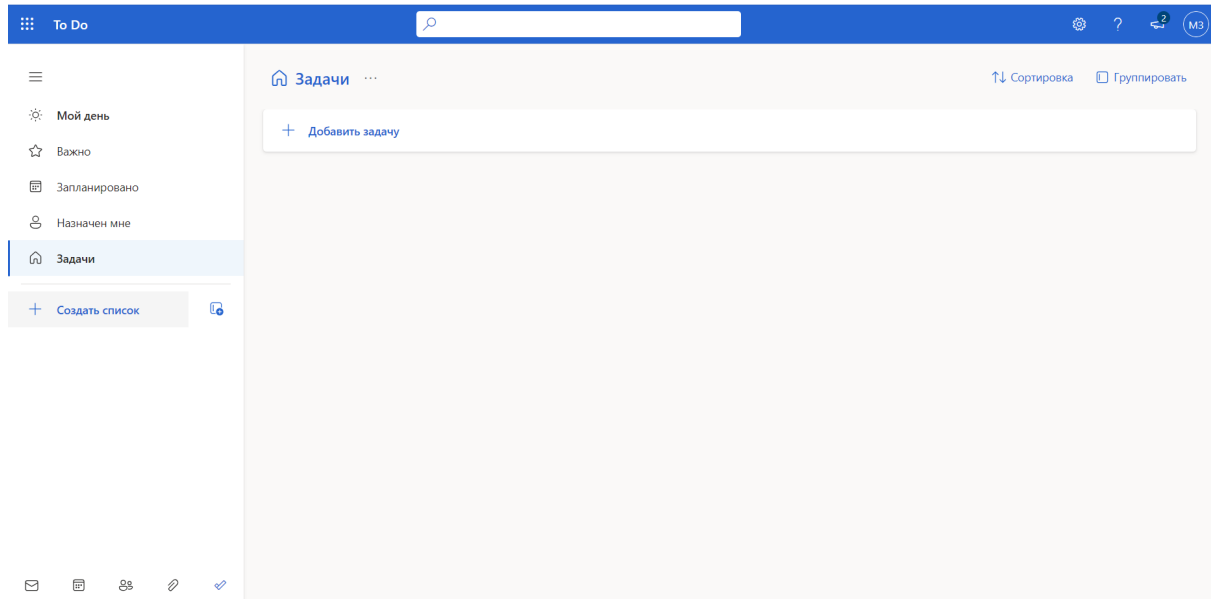 To Do
?
2
МЗ
Задачи
Сортировка
Группировать
Мой день
Добавить задачу
Важно
Запланировано
Назначен мне
Задачи
Создать список